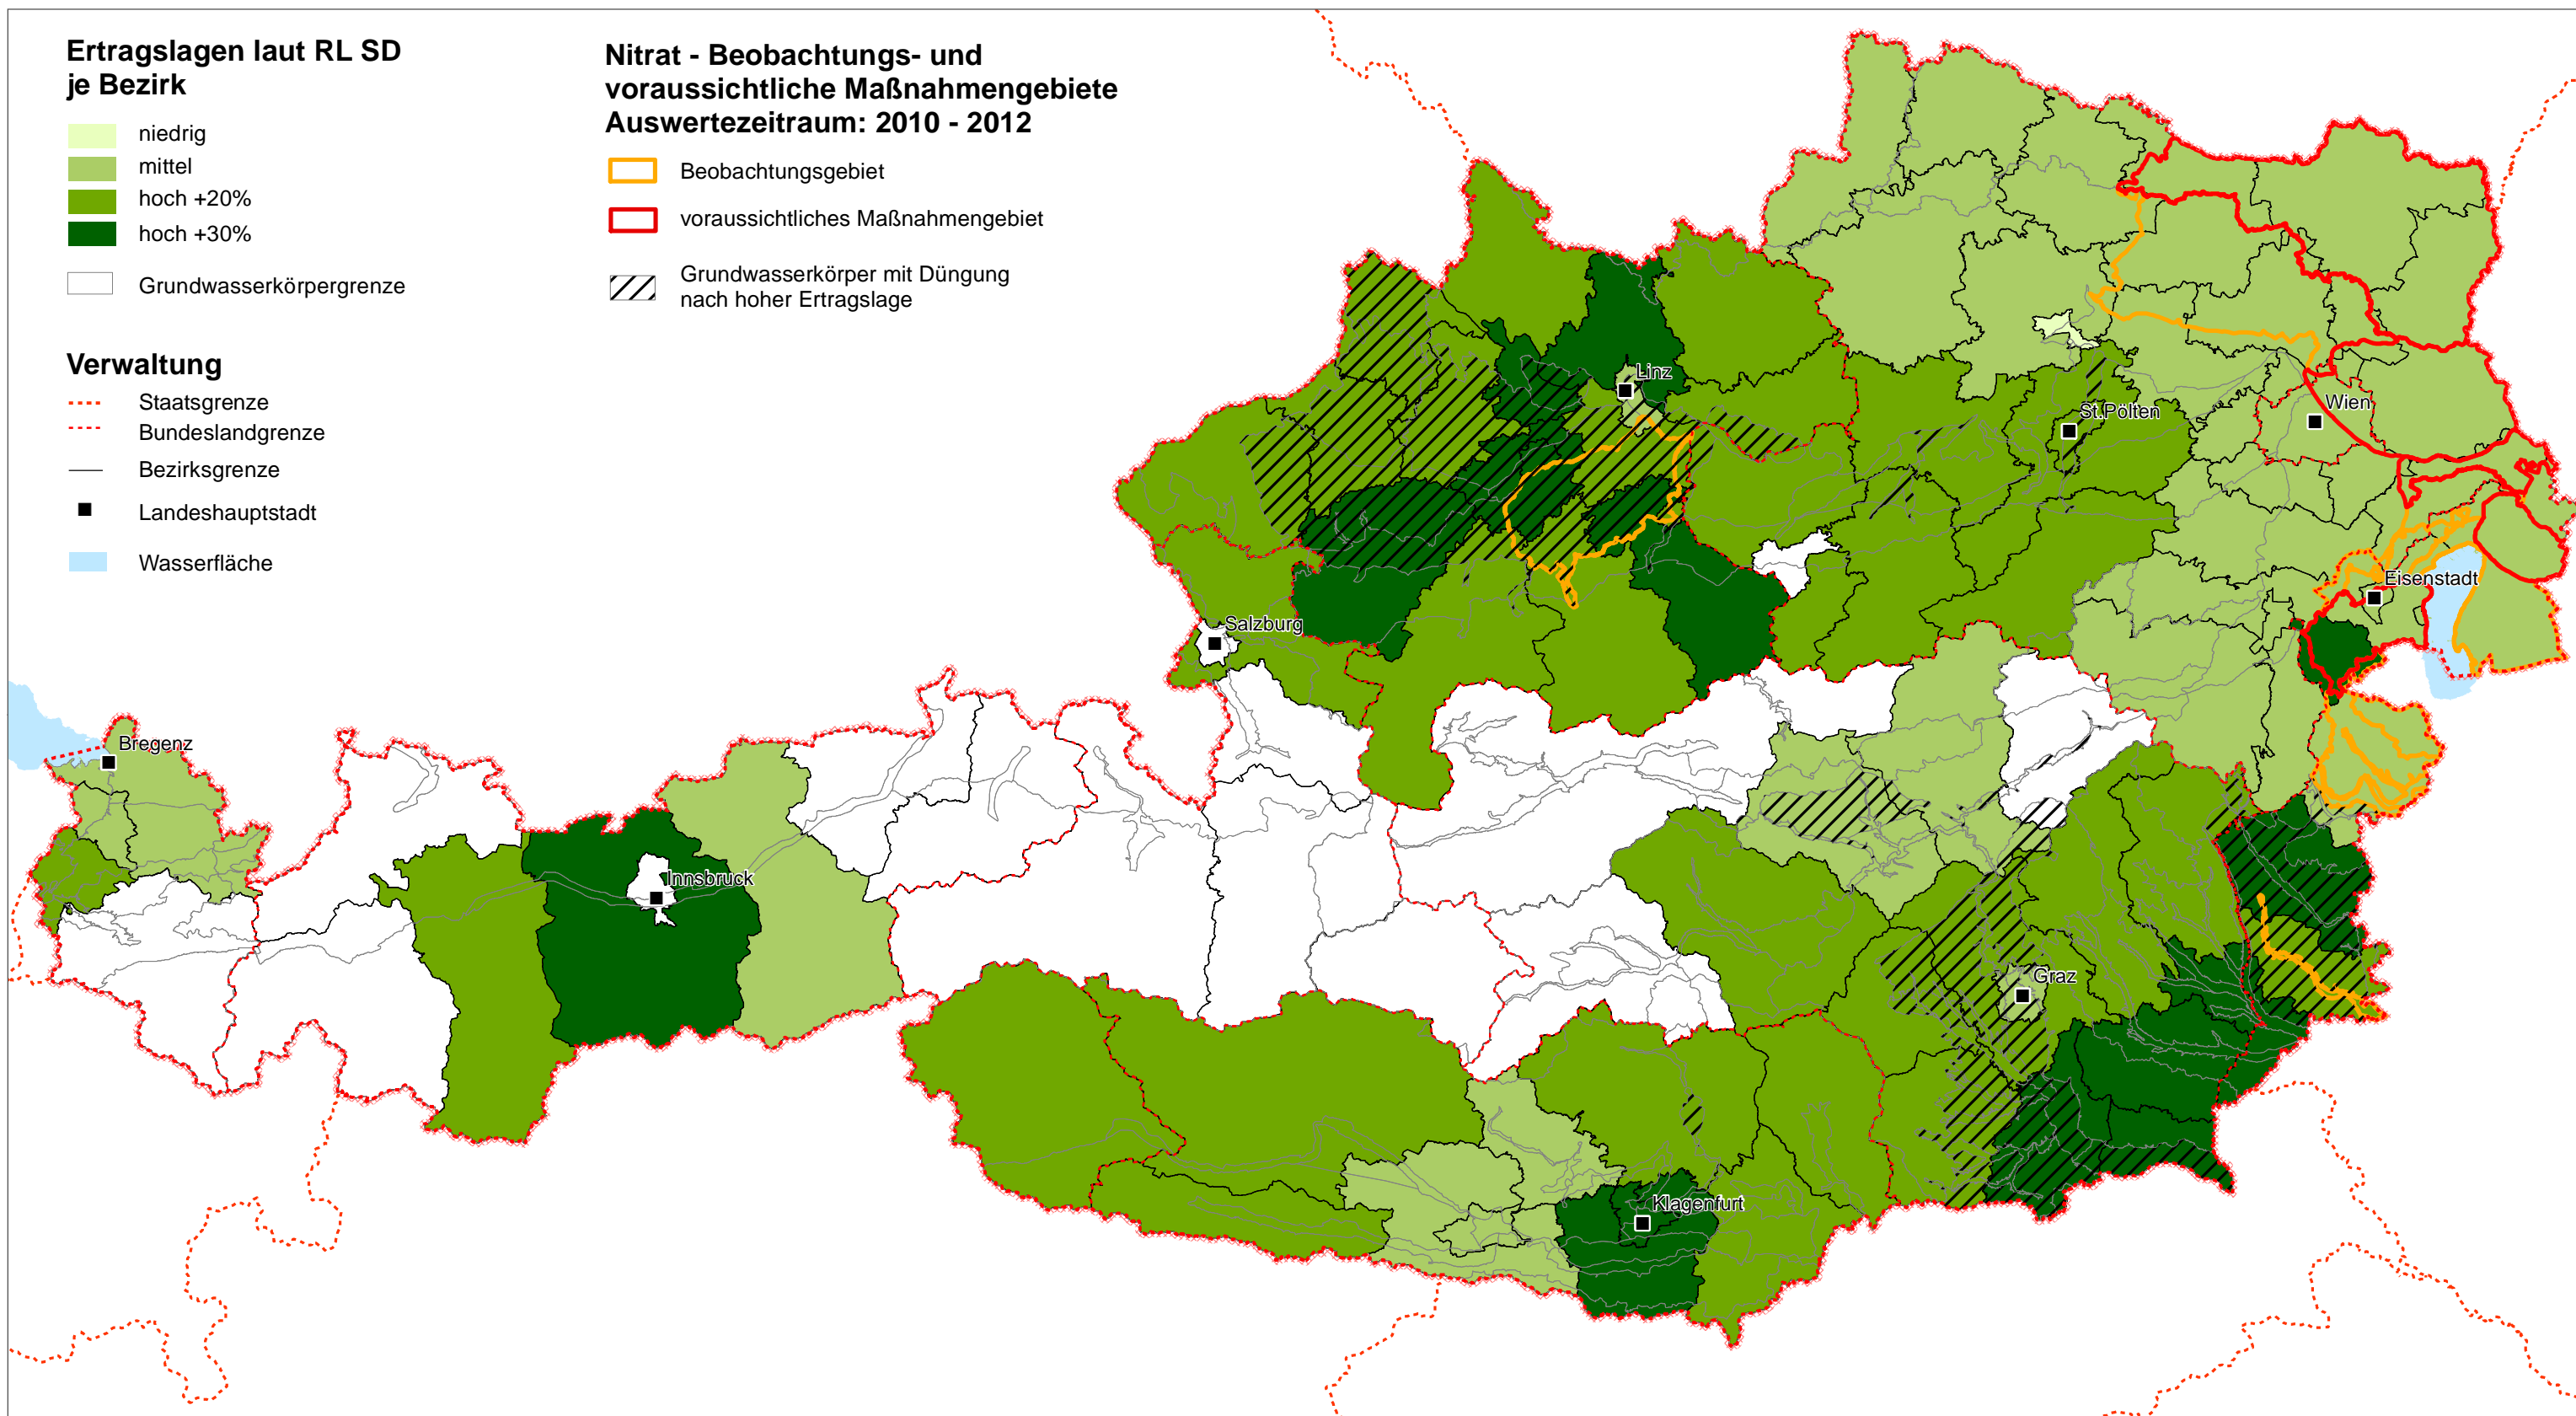 Ertragslagen laut RL SD
je Bezirk
niedrig
mittel
hoch +20%
hoch +30%
Grundwasserkörpergrenze
Verwaltung
Staatsgrenze
Bundeslandgrenze
Bezirksgrenze
Landeshauptstadt
Wasserfläche
Nitrat - Beobachtungs- und
voraussichtliche Maßnahmengebiete
Auswertezeitraum: 2010 - 2012
Beobachtungsgebiet
voraussichtliches Maßnahmengebiet
Grundwasserkörper mit Düngung
nach hoher Ertragslage
Linz
St.Pölten
Wien
Eisenstadt
Salzburg
Bregenz
Innsbruck
Graz
Klagenfurt